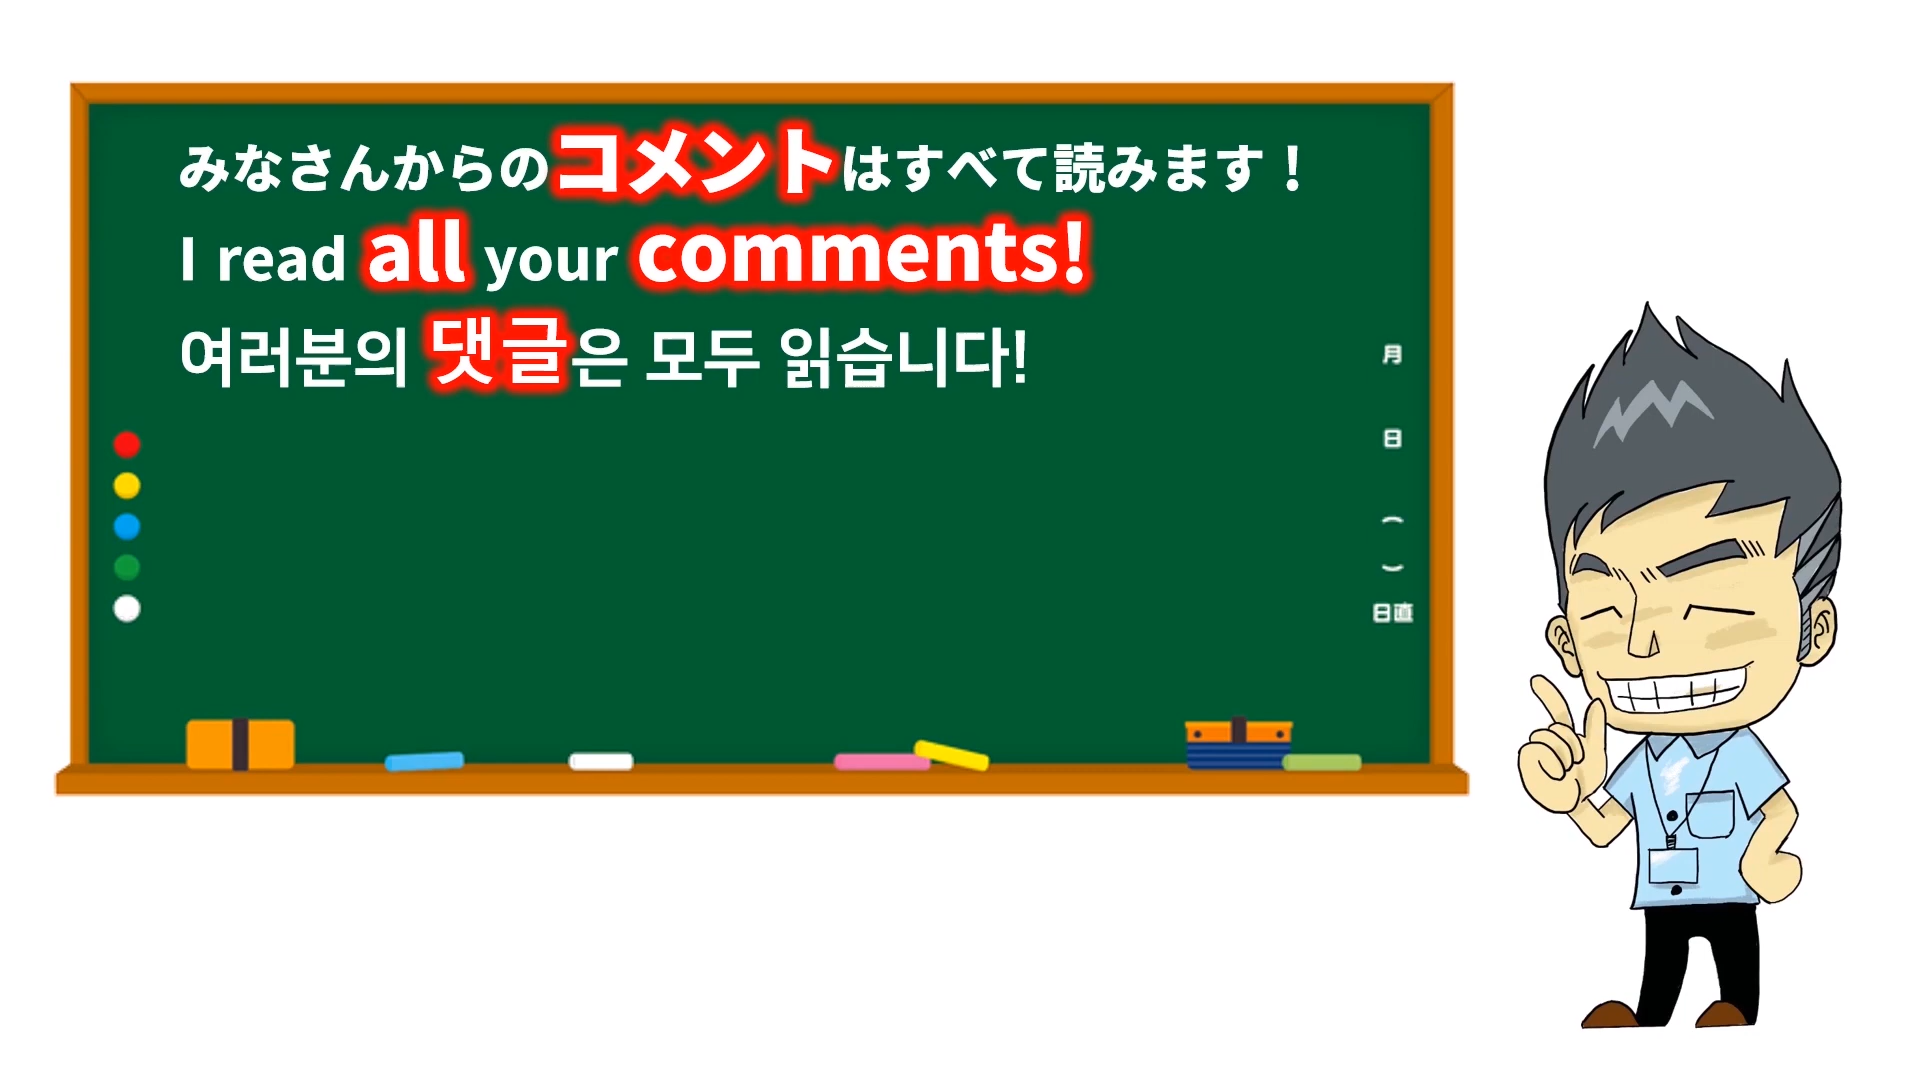 みなさんからのコメントはすべて読みます！
I read all your comments!
여러분의 댓글은 모두 읽습니다!
月
日
（
）
日直